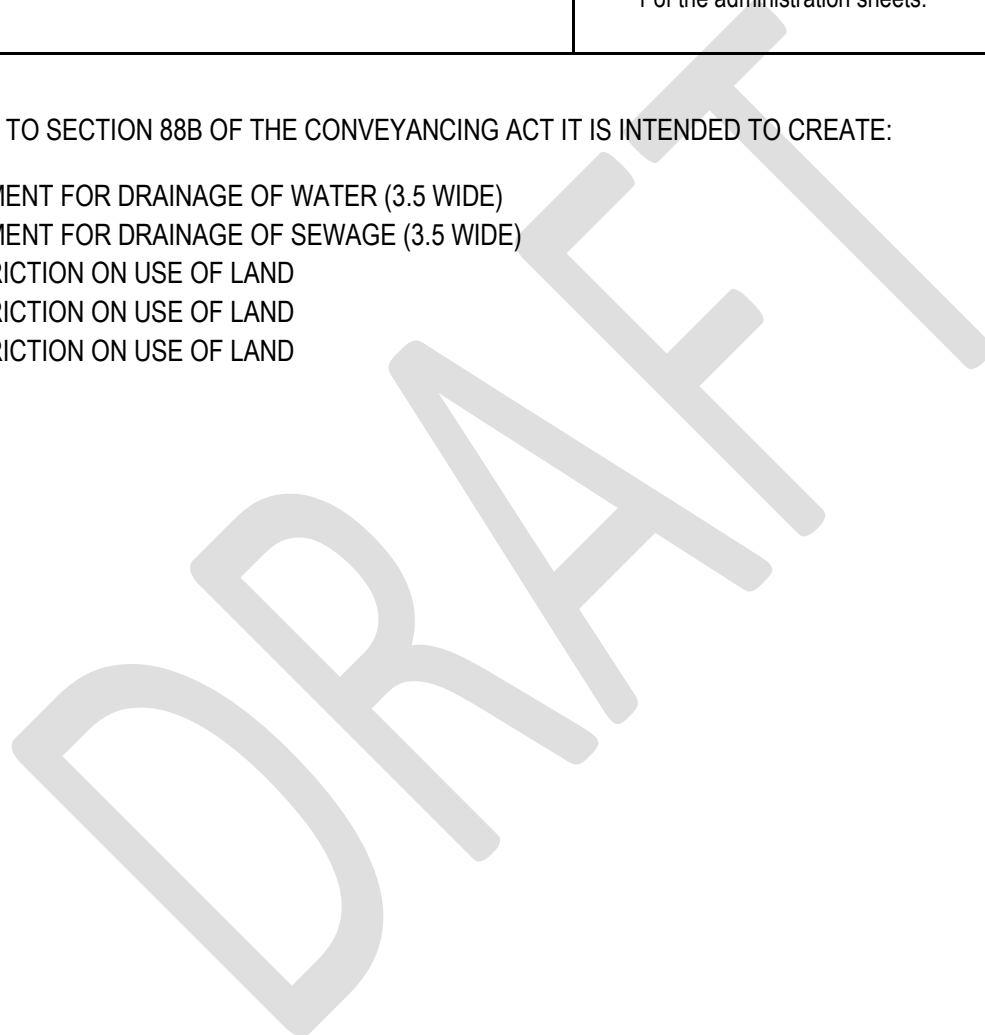 of the administration sheets.
TO SECTION 88B OF THE CONVEYANCING ACT IT IS INTENDED TO CREATE:
MENT FOR DRAINAGE OF WATER (3.5 WIDE)
MENT FOR DRAINAGE OF SEWAGE (3.5 WIDE)
RICTION ON USE OF LAND
RICTION ON USE OF LAND
RICTION ON USE OF LAND
DRAFT